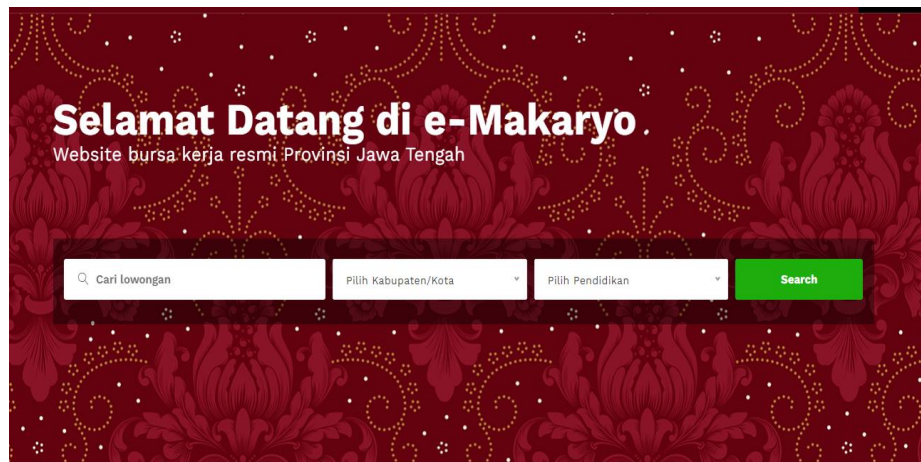 Selamat Datang di e-Makaryo
Website bursa kerja resmi Provinsi Jawa Tengah
Cari lowongan
Pilih Kabupaten/Kota
Pilih Pendidikan
Search